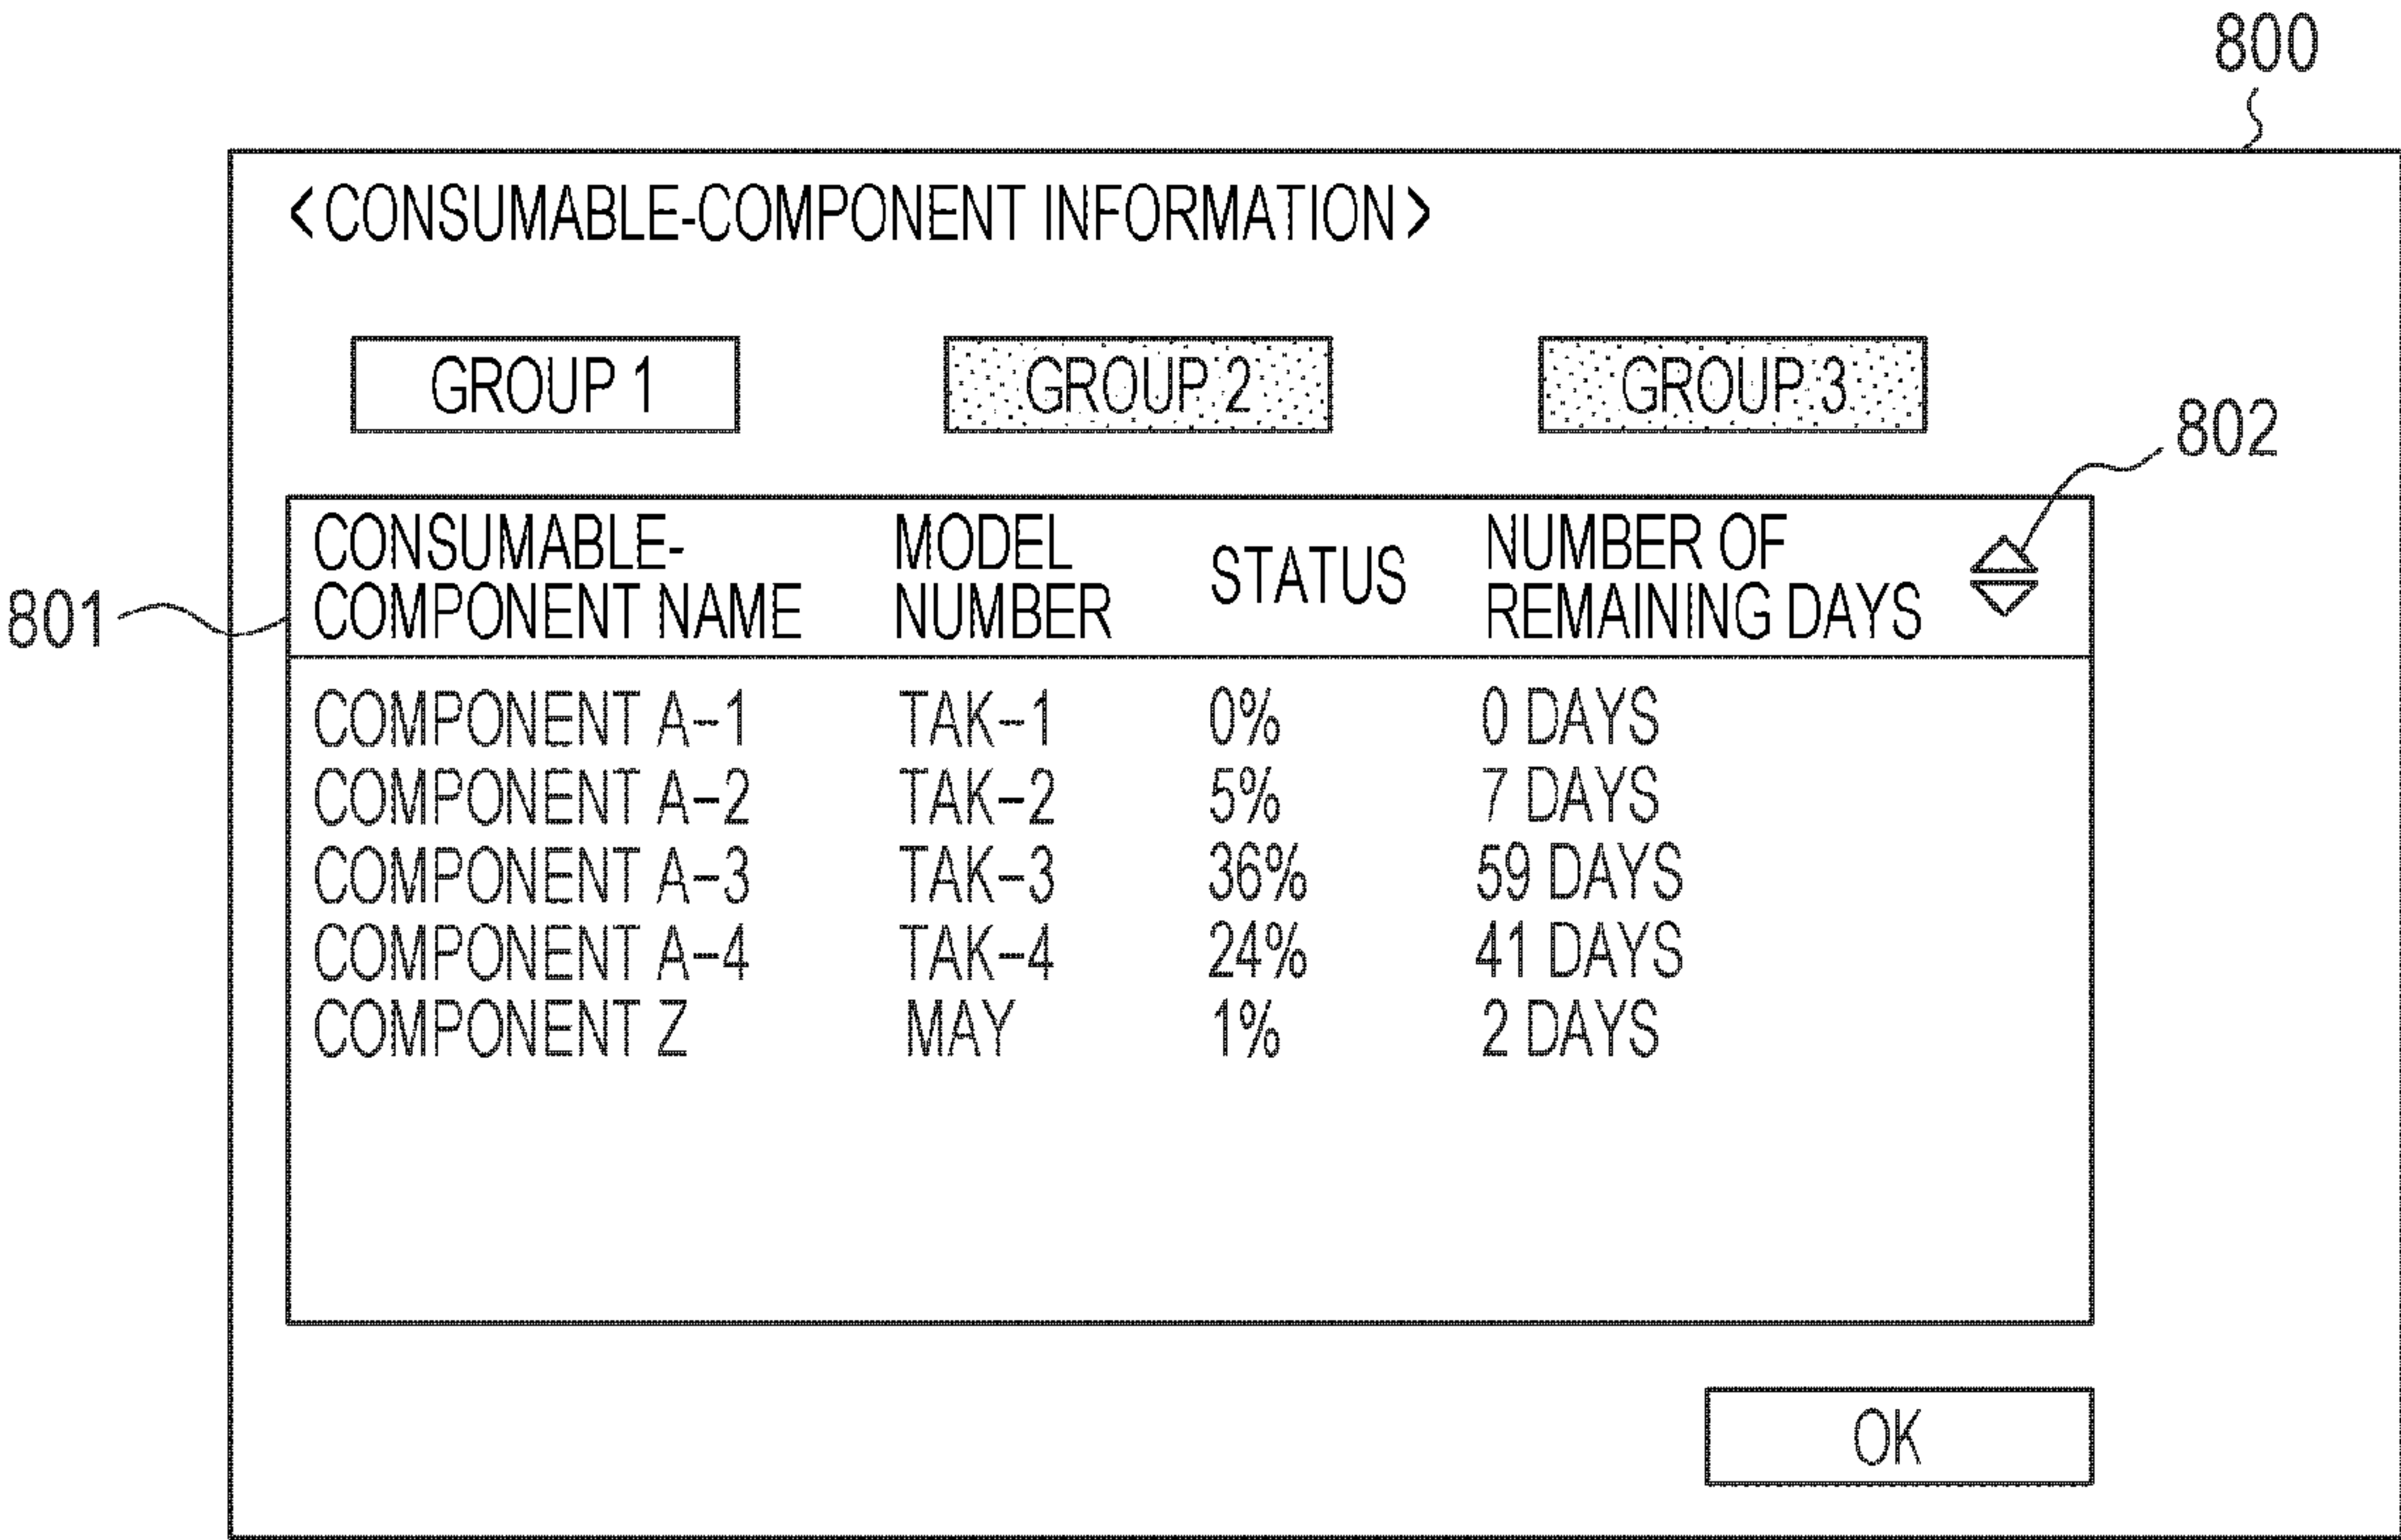 800
<CONSUMABLE-COMPONENT INFORMATION>
GROUP 1 GROUP 2 GROUP 3
802
801
CONSUMABLE-COMPONENT NAME MODEL NUMBER STATUS NUMBER OF REMAINING DAYS
COMPONENT A-1 TAK-1 0% 0 DAYS
COMPONENT A-2 TAK-2 5% 7 DAYS
COMPONENT A-3 TAK-3 36% 59 DAYS
COMPONENT A-4 TAK-4 24% 41 DAYS
COMPONENT Z MAY 1% 2 DAYS
OK